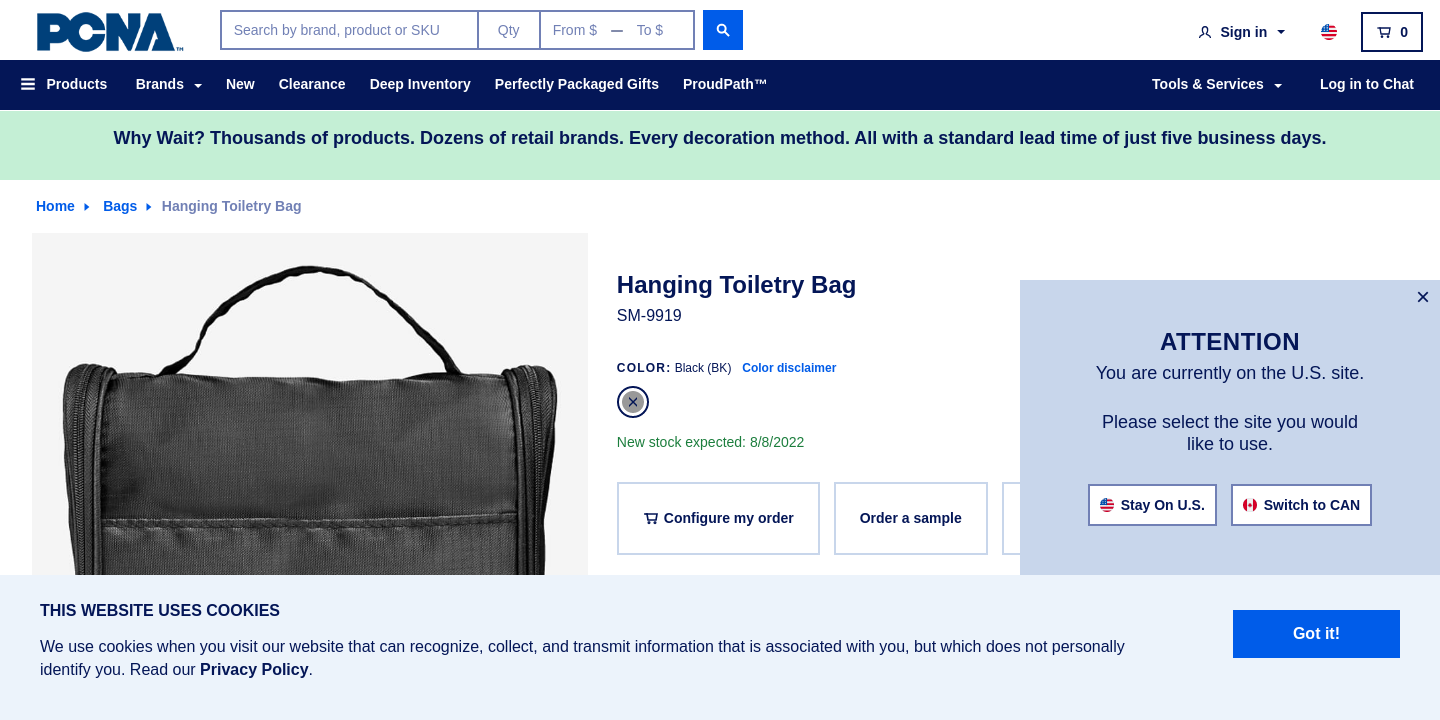 PCNA™
Search by brand, product or SKU
Qty
From $ — To $
Sign in
0
Products
Brands
New
Clearance
Deep Inventory
Perfectly Packaged Gifts
ProudPath™
Tools & Services
Log in to Chat
Why Wait? Thousands of products. Dozens of retail brands. Every decoration method. All with a standard lead time of just five business days.
Home
Bags
Hanging Toiletry Bag
Hanging Toiletry Bag
SM-9919
COLOR: Black (BK) Color disclaimer
New stock expected: 8/8/2022
Configure my order
Order a sample
ATTENTION
You are currently on the U.S. site.
Please select the site you would
like to use.
Stay On U.S.
Switch to CAN
THIS WEBSITE USES COOKIES
We use cookies when you visit our website that can recognize, collect, and transmit information that is associated with you, but which does not personally
identify you. Read our Privacy Policy.
Got it!